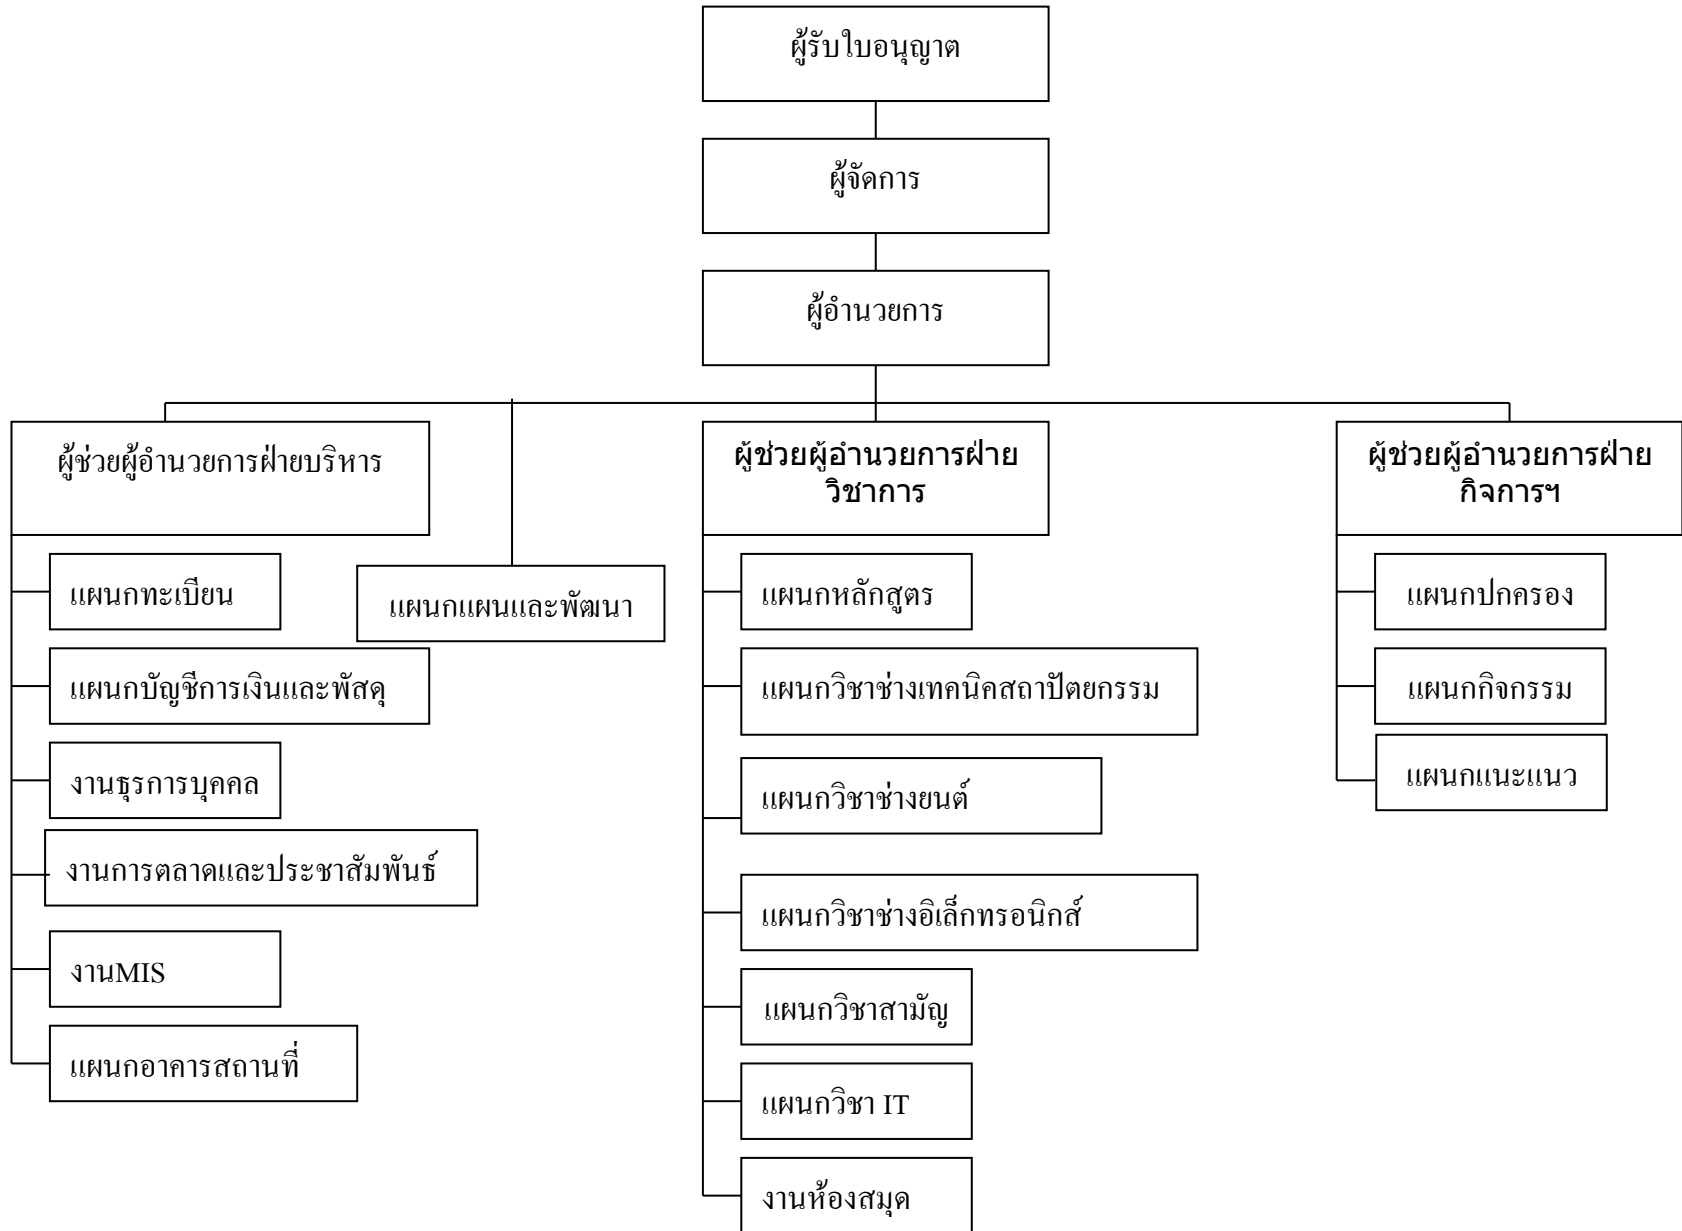 ผู้รับใบอนุญาต
ผู้จัดการ
ผู้อำนวยการ
ผู้ช่วยผู้อำนวยการฝ่ายบริหาร
แผนกทะเบียน
แผนกบัญชีการเงินและพัสดุ
งานธุรการบุคคล
งานการตลาดและประชาสัมพันธ์
งานMIS
แผนกอาคารสถานที่
แผนกแผนและพัฒนา
ผู้ช่วยผู้อำนวยการฝ่าย
วิชาการ
แผนกหลักสูตร
แผนกวิชาช่างเทคนิคสถาปัตยกรรม
แผนกวิชาช่างยนต์
แผนกวิชาช่างอิเล็กทรอนิกส์
แผนกวิชาสามัญ
แผนกวิชา IT
งานห้องสมุด
ผู้ช่วยผู้อำนวยการฝ่าย
กิจการฯ
แผนกปกครอง
แผนกกิจกรรม
แผนกแนะแนว